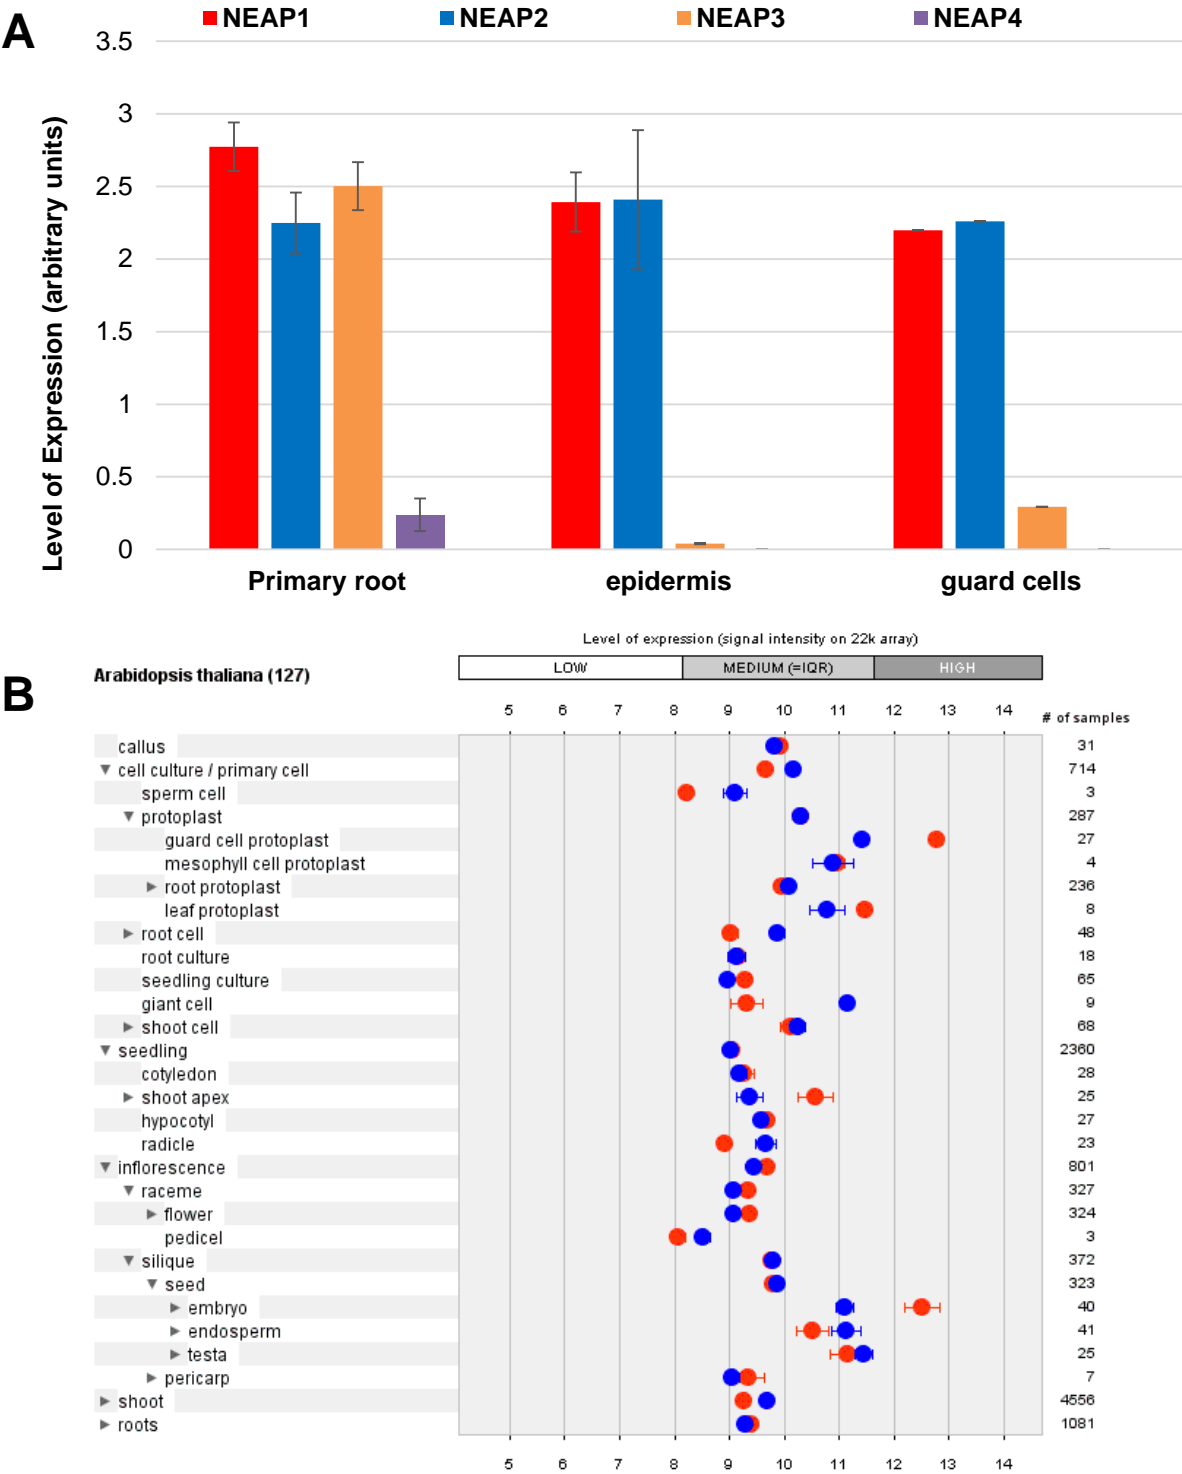 A
NEAP1 NEAP2 NEAP3 NEAP4
Level of Expression (arbitrary units)
3.5
3
2.5
2
1.5
1
0.5
0
Primary root epidermis guard cells
B
Level of expression (signal intensity on 22k array)
Arabidopsis thaliana (127) LOW MEDIUM (=IQR) HIGH
5 6 7 8 9 10 11 12 13 14 # of samples
callus 31
cell culture / primary cell 714
sperm cell 3
protoplast 287
guard cell protoplast 27
mesophyll cell protoplast 4
root protoplast 236
leaf protoplast 8
root cell 48
root culture 18
seedling culture 65
giant cell 9
shoot cell 68
seedling 2360
cotyledon 28
shoot apex 25
hypocotyl 27
radicle 23
inflorescence 801
raceme 327
flower 324
pedicel 3
silique 372
seed 323
embryo 40
endosperm 41
testa 25
pericarp 7
shoot 4556
roots 1081
5 6 7 8 9 10 11 12 13 14